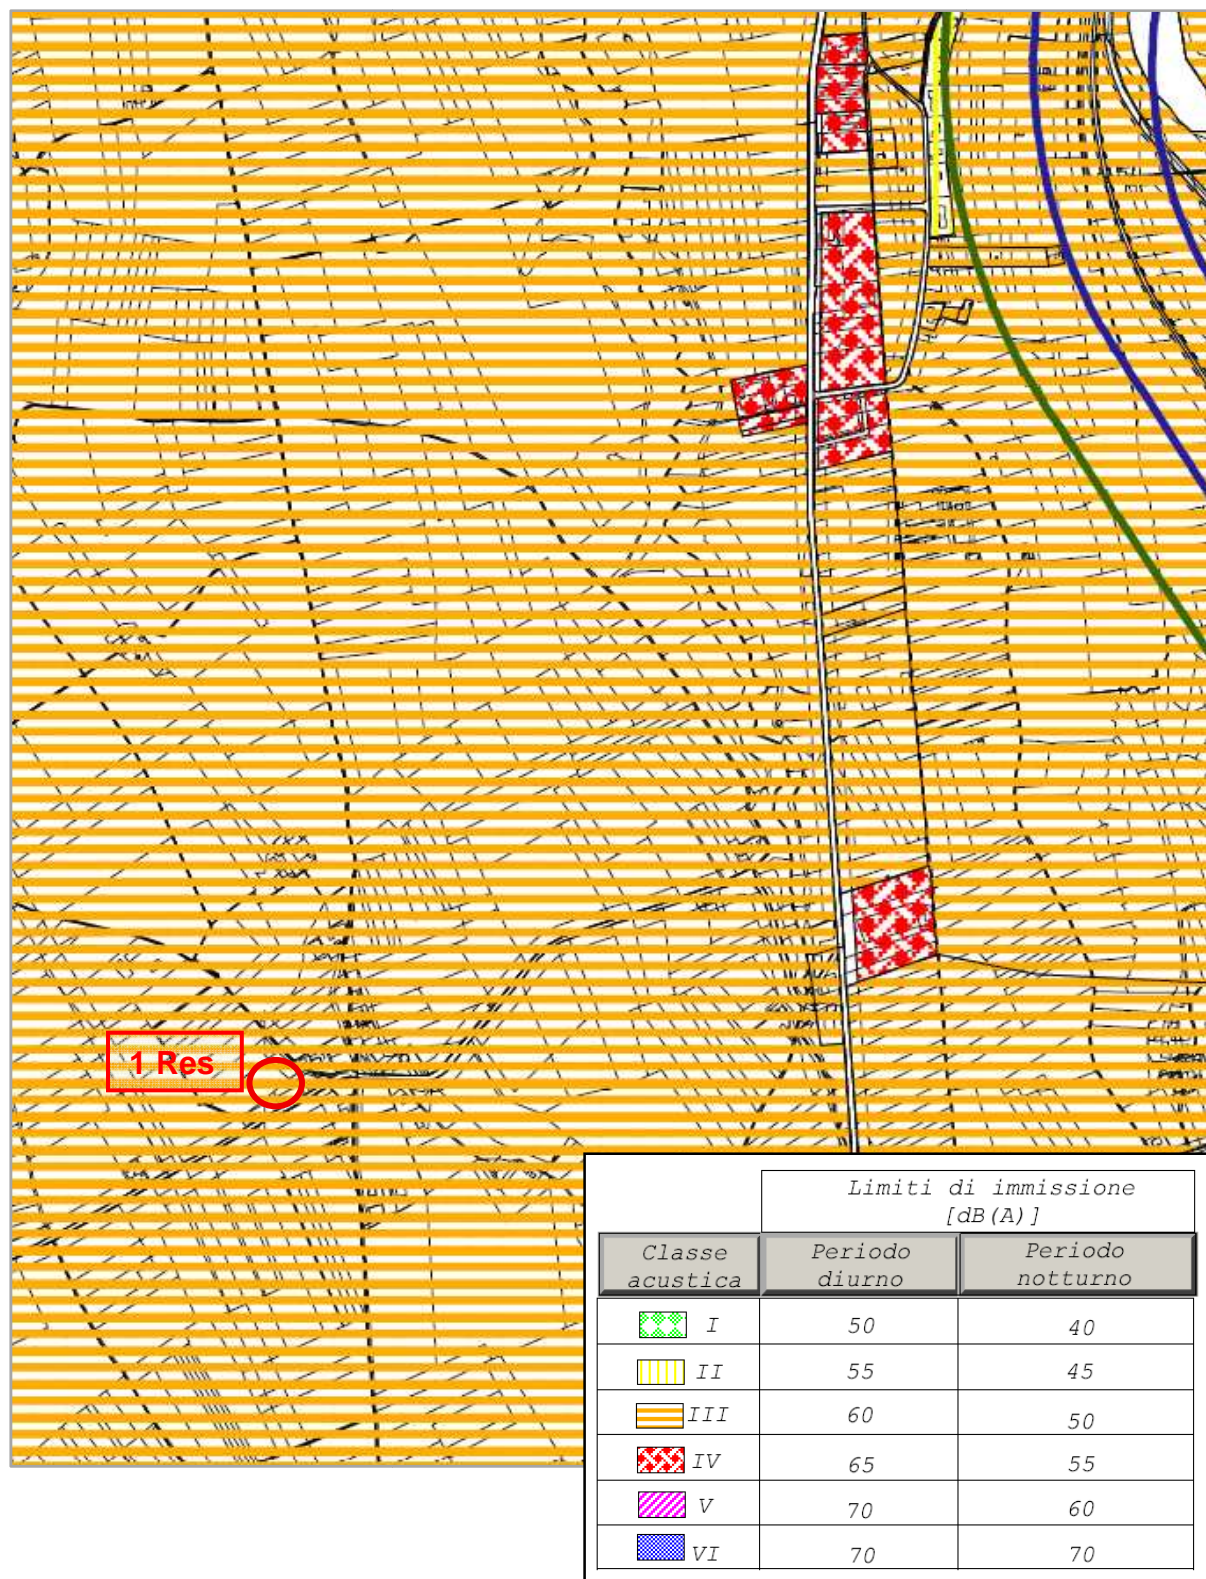 1 Res
Limiti di immissione
[dB(A)]
Classe acustica
Periodo diurno
Periodo notturno
I 50 40
II 55 45
III 60 50
IV 65 55
V 70 60
VI 70 70